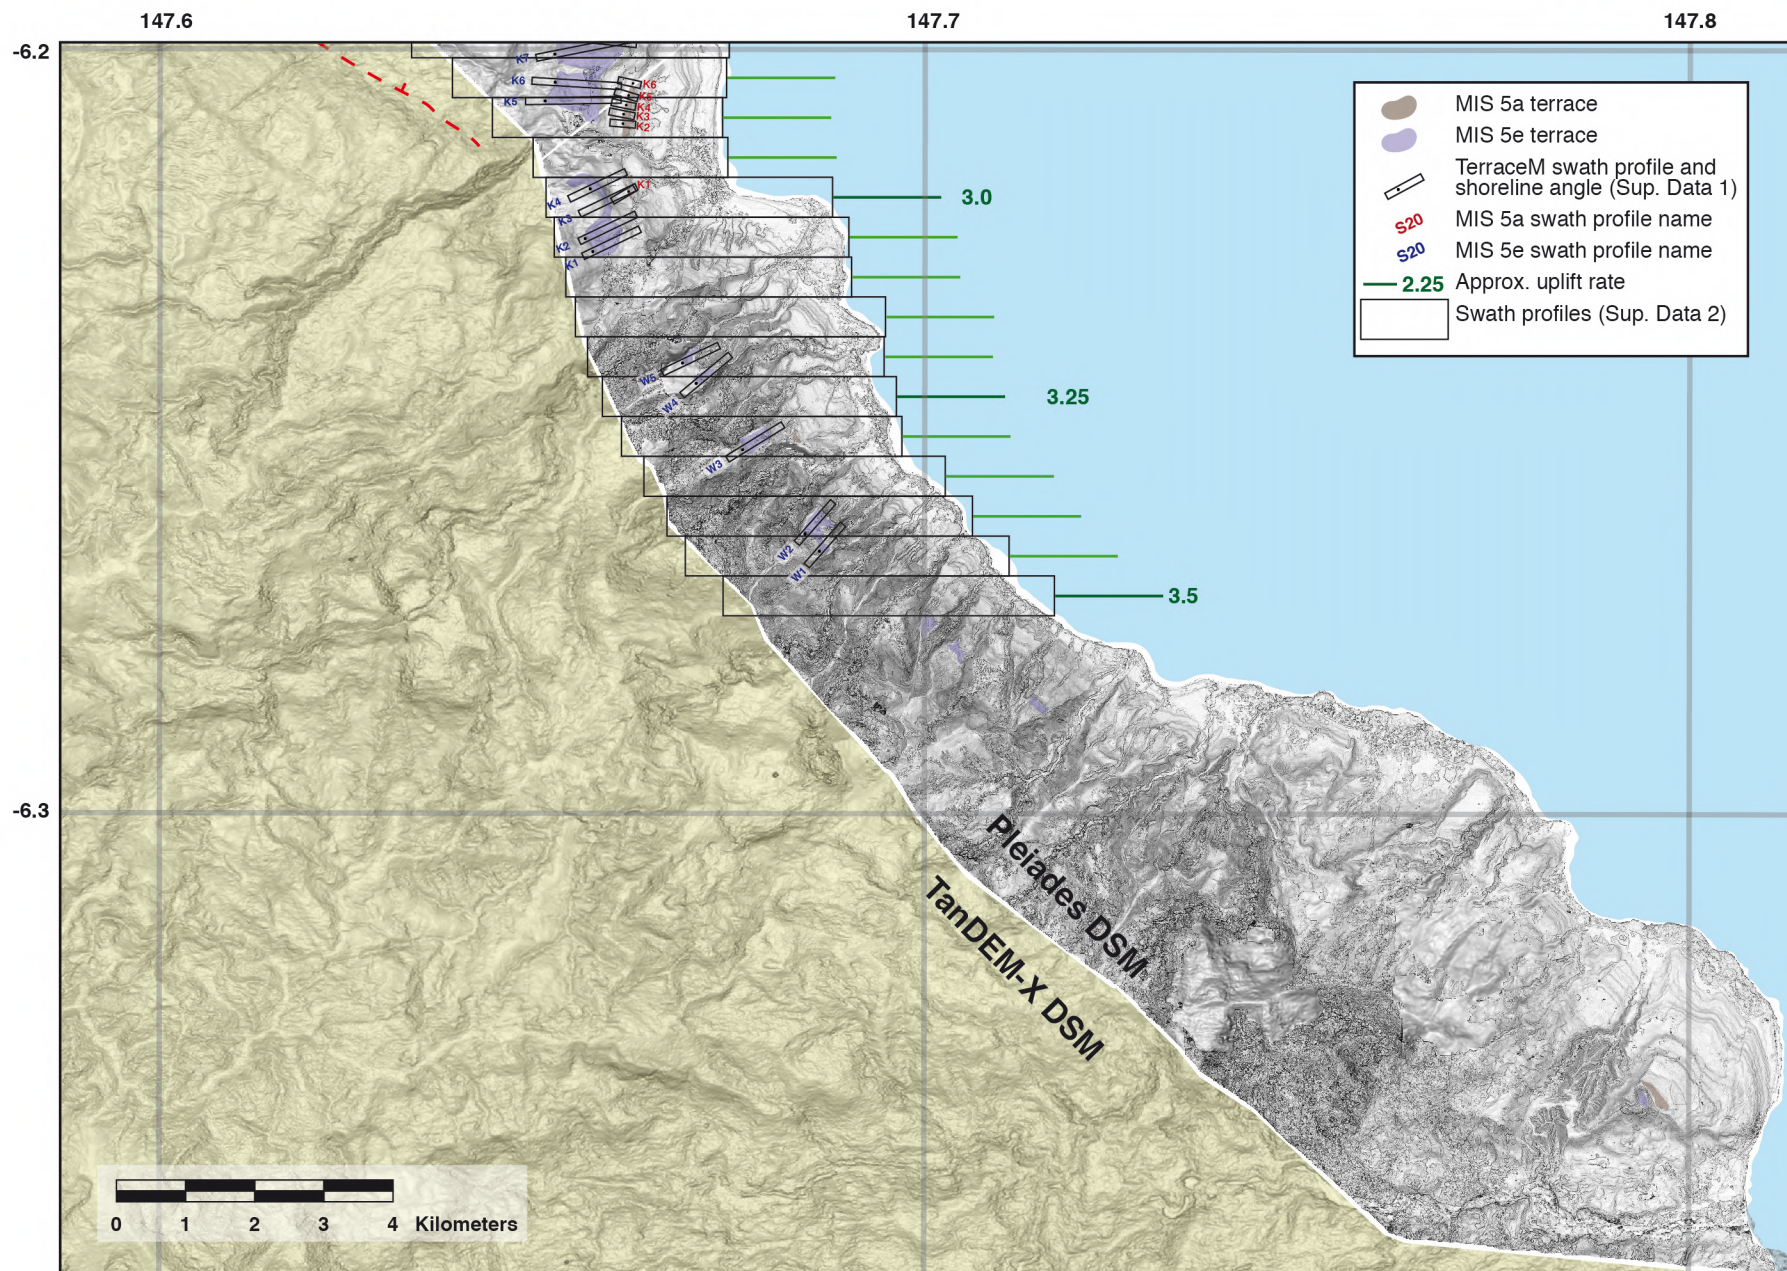 147.6
147.7
147.8
-6.2
K7
K6
K5
K6
K5
K4
K3
K2
K1
K4
K3
K2
K1
3.0
W5
W4
3.25
W3
W2
W1
3.5
MIS 5a terrace
MIS 5e terrace
TerraceM swath profile and
shoreline angle (Sup. Data 1)
S20 MIS 5a swath profile name
S20 MIS 5e swath profile name
2.25 Approx. uplift rate
Swath profiles (Sup. Data 2)
-6.3
Pleiades DSM
TanDEM-X DSM
0 1 2 3 4 Kilometers